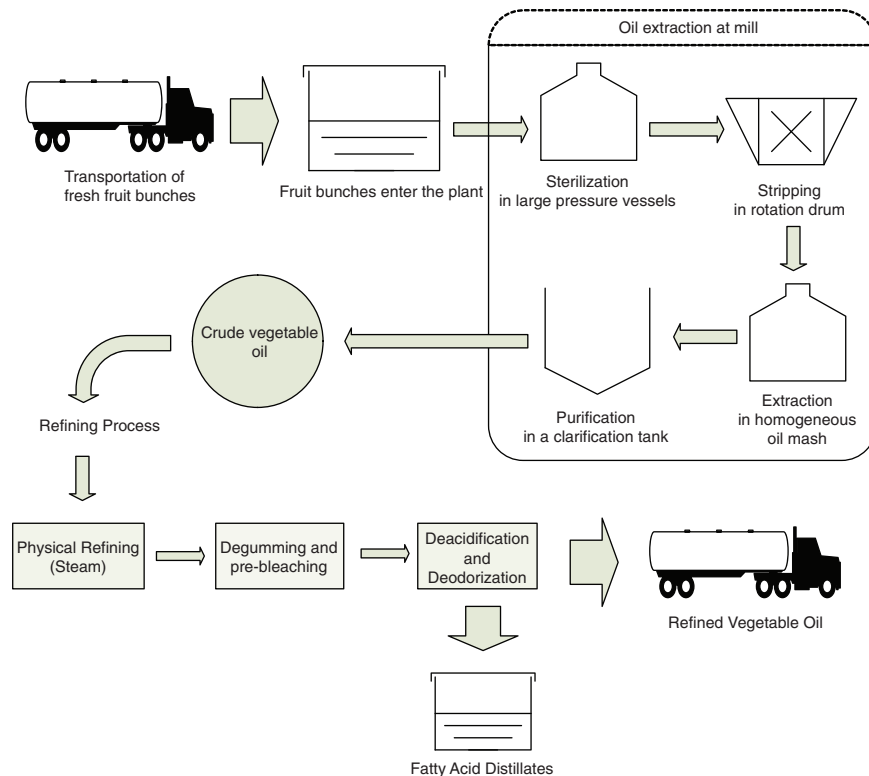 Oil extraction at mill
Transportation of
fresh fruit bunches
Fruit bunches enter the plant
Sterilization
in large pressure vessels
Stripping
in rotation drum
Crude vegetable
oil
Purification
in a clarification tank
Extraction
in homogeneous
oil mash
Refining Process
Physical Refining
(Steam)
Degumming and
pre-bleaching
Deacidification
and
Deodorization
Refined Vegetable Oil
Fatty Acid Distillates